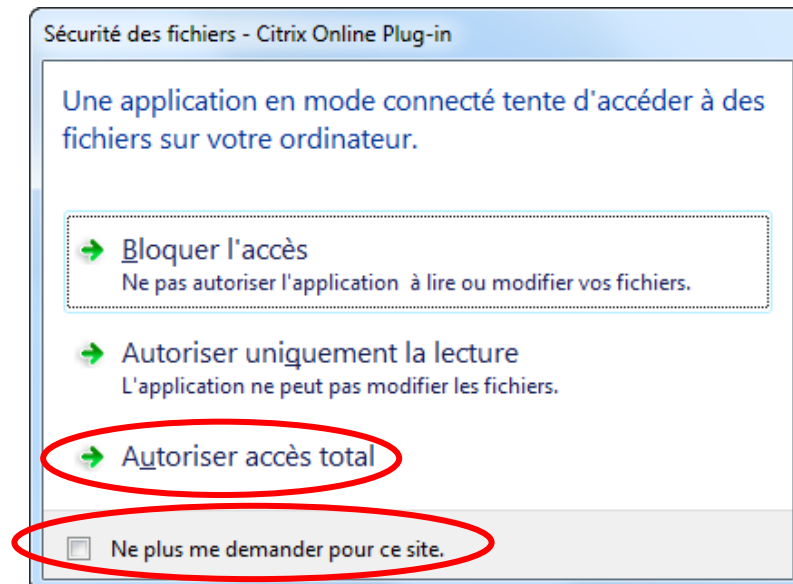 Sécurité des fichiers - Citrix Online Plug-in
Une application en mode connecté tente d'accéder à des
fichiers sur votre ordinateur.
Bloquer l'accès
Ne pas autoriser l'application à lire ou modifier vos fichiers.
Autoriser uniquement la lecture
L'application ne peut pas modifier les fichiers.
Autoriser accès total
Ne plus me demander pour ce site.